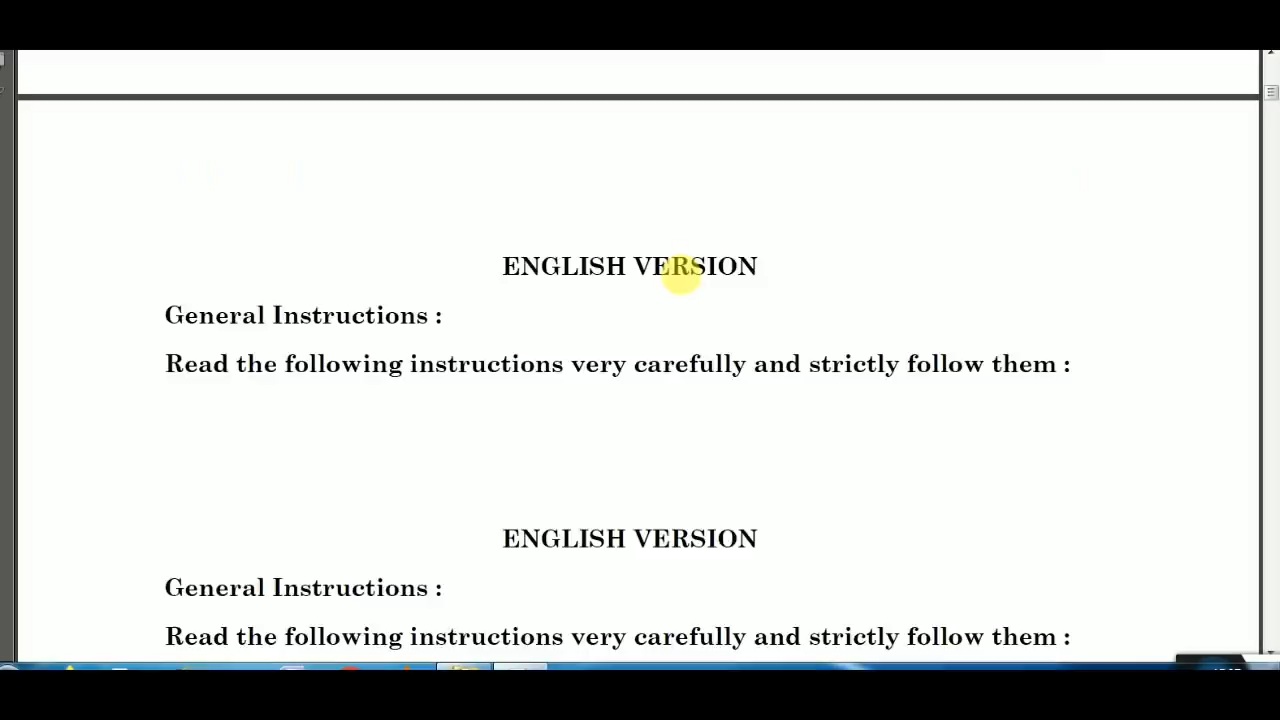 ENGLISH VERSION
General Instructions :
Read the following instructions very carefully and strictly follow them :
ENGLISH VERSION
General Instructions :
Read the following instructions very carefully and strictly follow them :